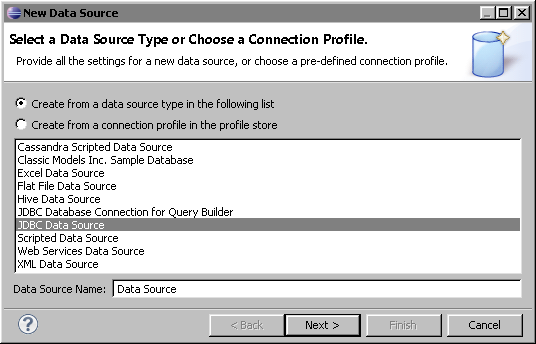 New Data Source
Select a Data Source Type or Choose a Connection Profile.
Provide all the settings for a new data source, or choose a pre-defined connection profile.
Create from a data source type in the following list
Create from a connection profile in the profile store
Cassandra Scripted Data Source
Classic Models Inc. Sample Database
Excel Data Source
Flat File Data Source
Hive Data Source
JDBC Database Connection for Query Builder
JDBC Data Source
Scripted Data Source
Web Services Data Source
XML Data Source
Data Source Name: Data Source
? < Back Next > Finish Cancel